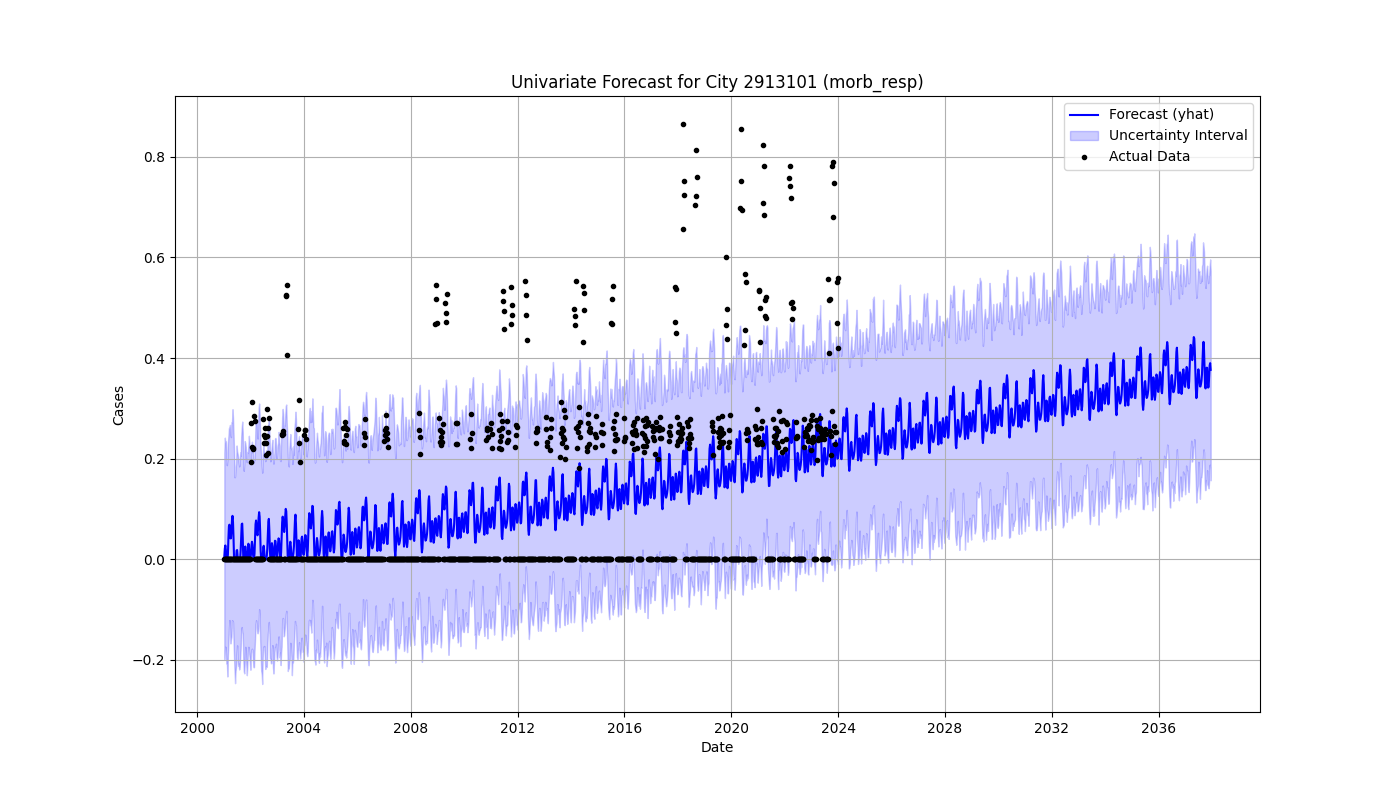 Univariate Forecast for City 2913101 (morb_resp)
Forecast (yhat)
Uncertainty Interval
Actual Data
Cases
0.8
0.6
0.4
0.2
0.0
−0.2
2000 2004 2008 2012 2016 2020 2024 2028 2032 2036
Date